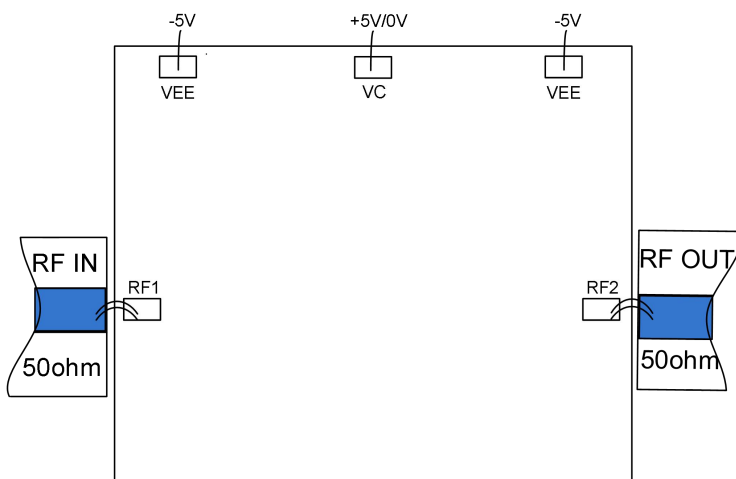 -5V
+5V/0V
-5V
VEE
VC
VEE
RF IN
RF OUT
RF1
RF2
50ohm
50ohm